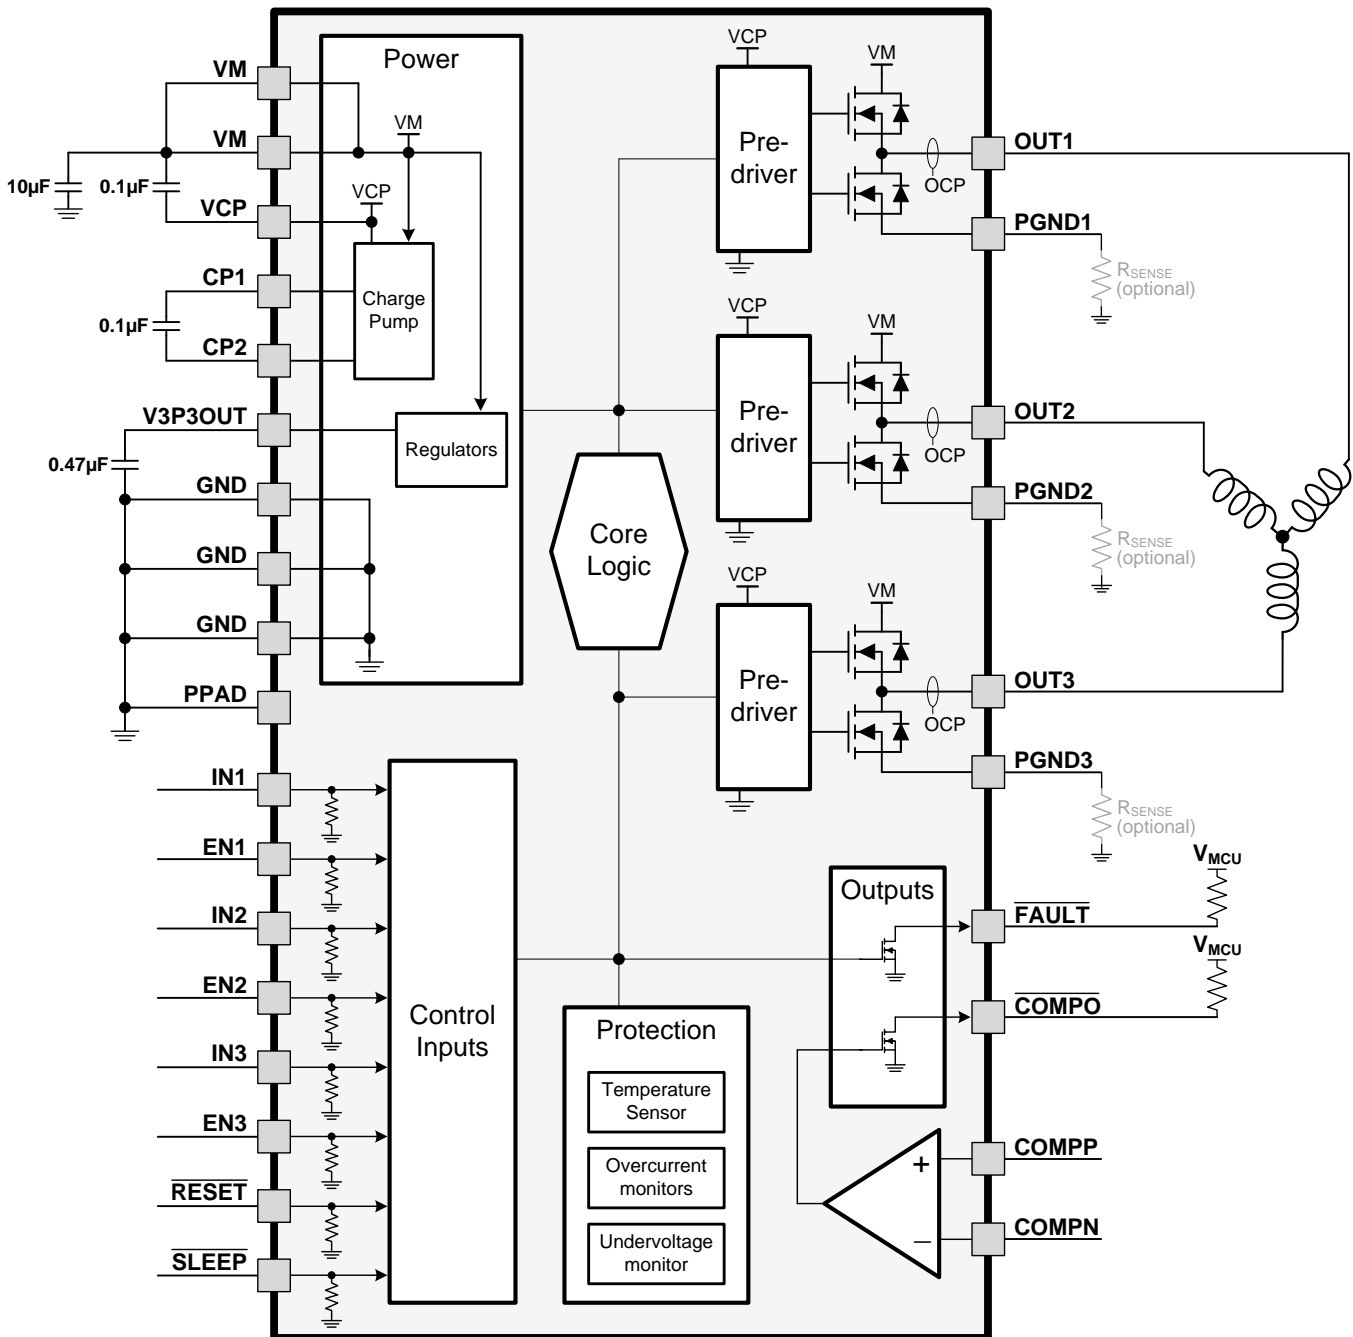 Power
VM
VM
VM
10µF
0.1µF
VCP
VCP
CP1
0.1µF
CP2
Charge
Pump
V3P3OUT
0.47µF
Regulators
GND
GND
GND
PPAD
Core
Logic
VCP
Pre-
driver
VM
OCP
OUT1
PGND1
RSENSE
(optional)
VCP
Pre-
driver
VM
OCP
OUT2
PGND2
RSENSE
(optional)
VCP
Pre-
driver
VM
OCP
OUT3
PGND3
RSENSE
(optional)
IN1
EN1
IN2
EN2
IN3
EN3
RESET
SLEEP
Control
Inputs
Protection
Temperature
Sensor
Overcurrent
monitors
Undervoltage
monitor
Outputs
VMCU
FAULT
VMCU
COMPO
+
COMPP
–
COMPN